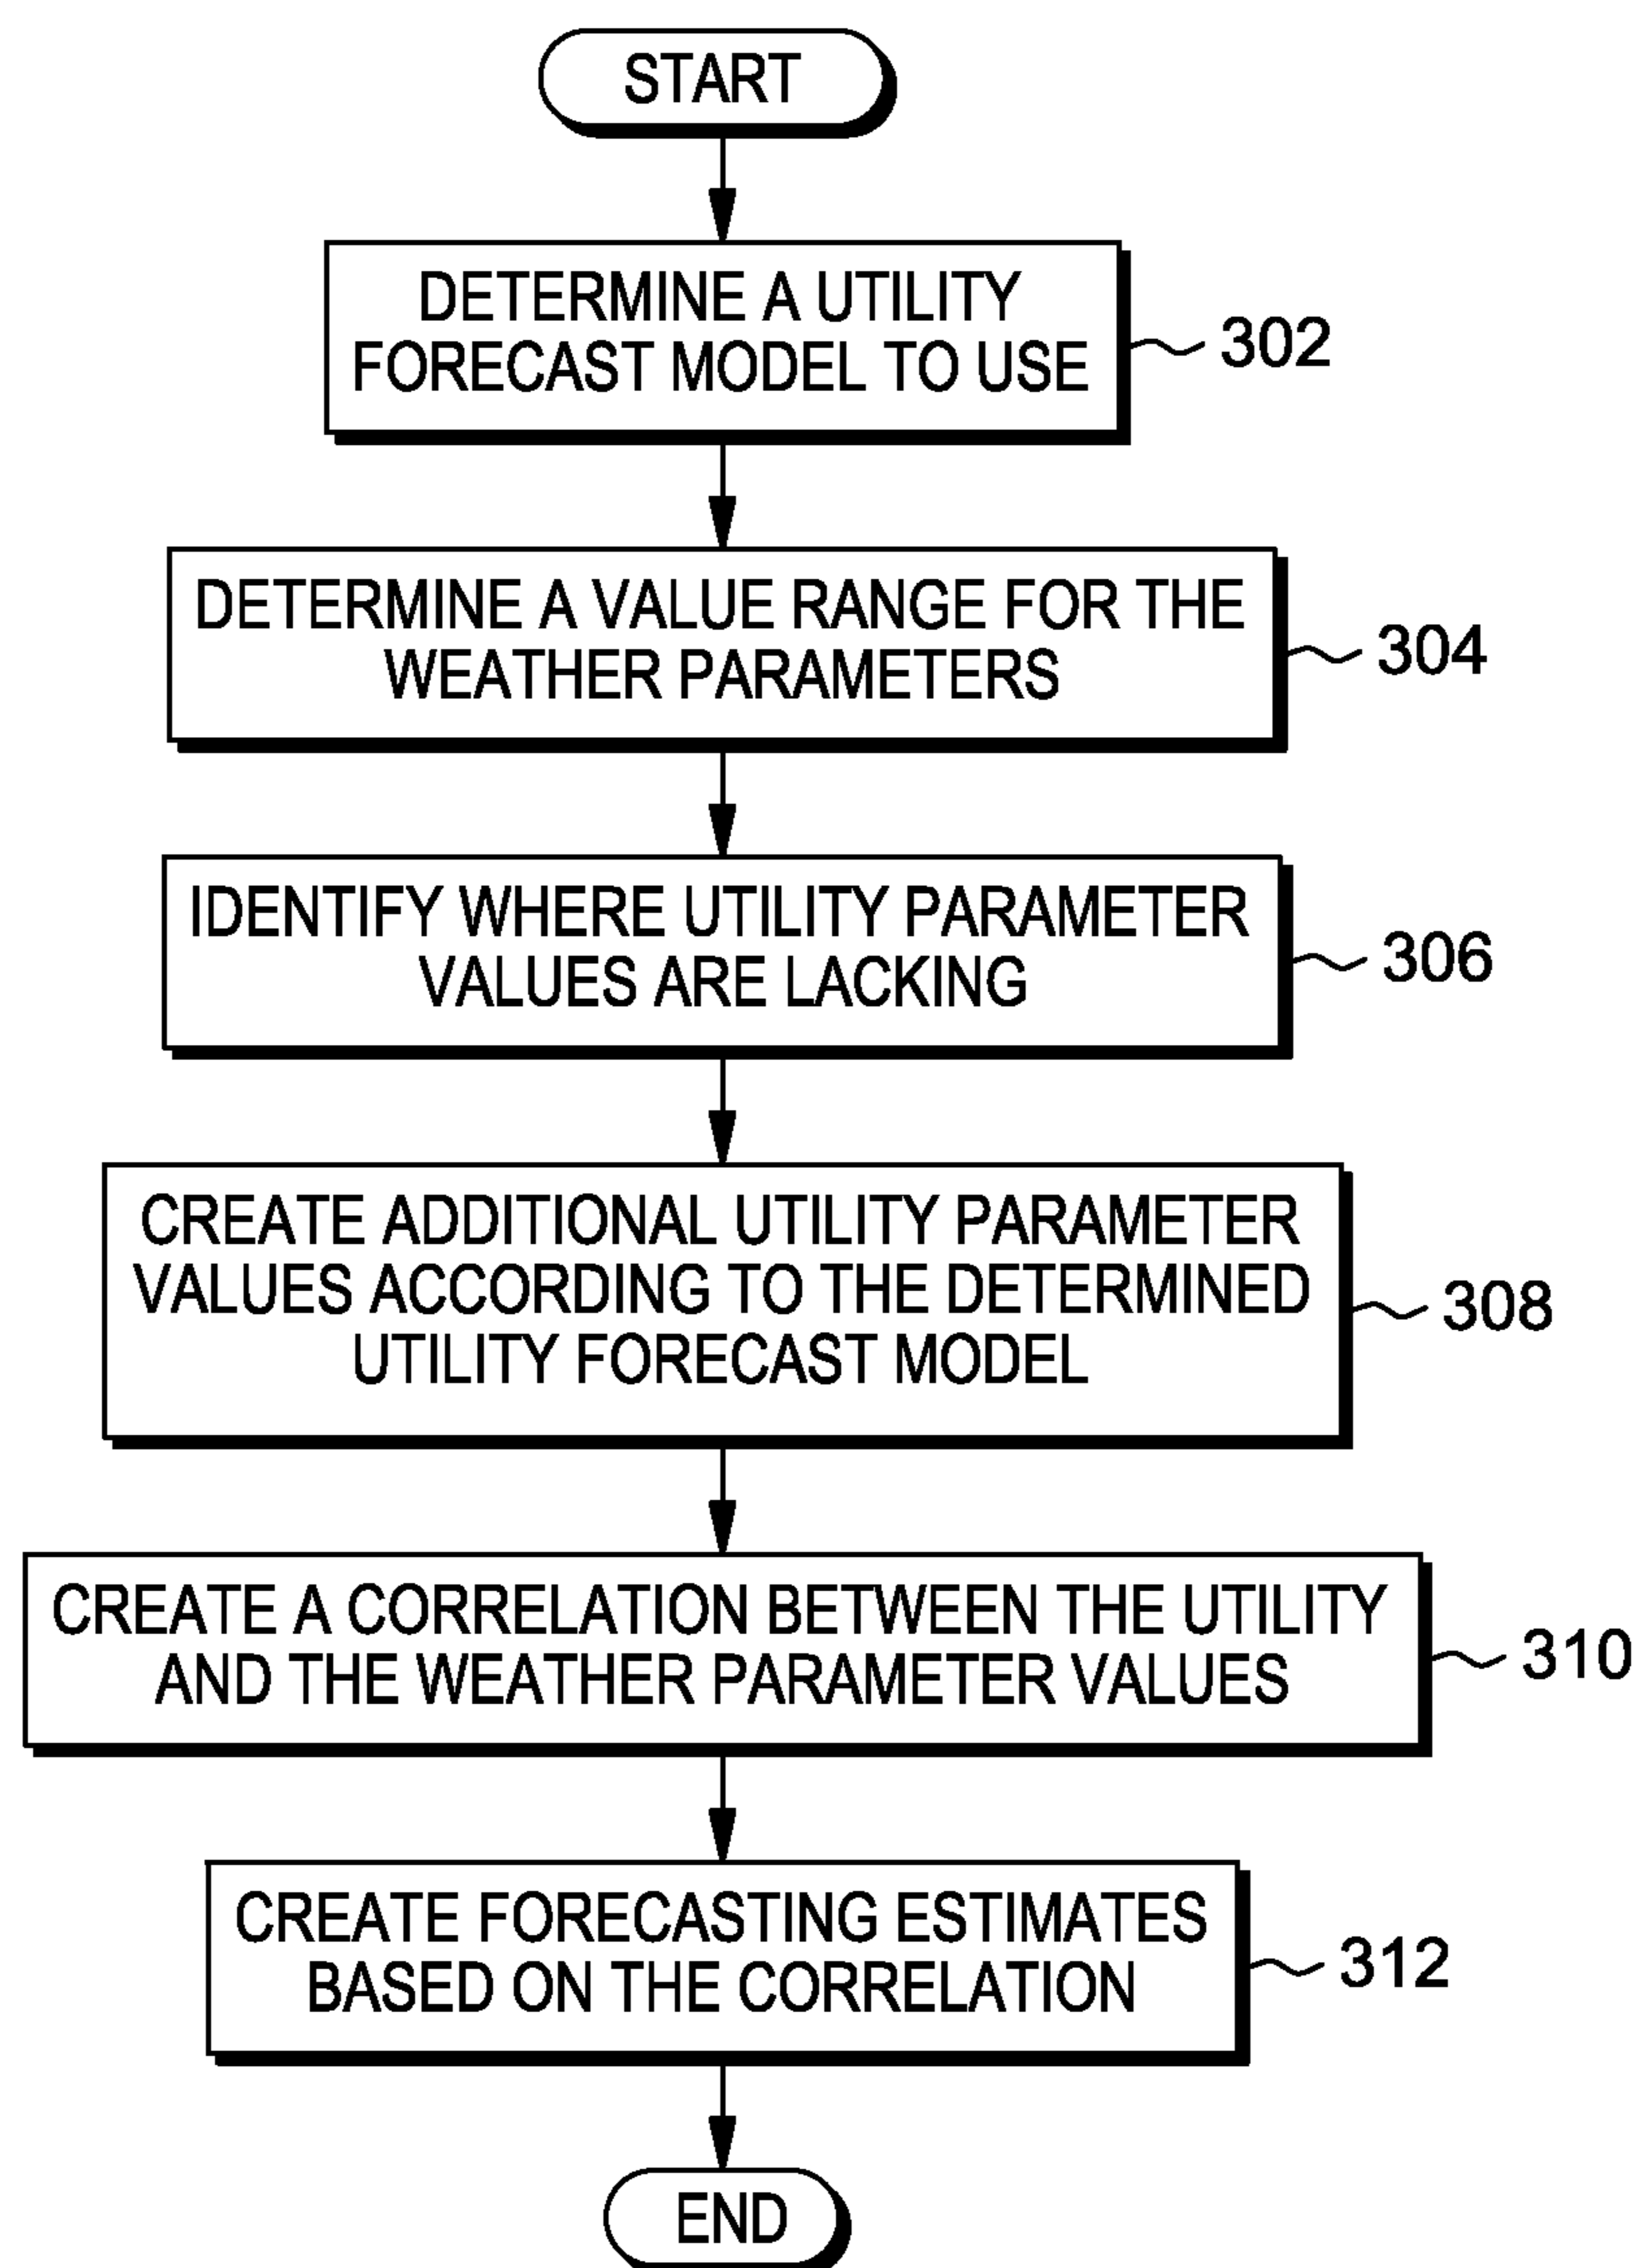 START
DETERMINE A UTILITY
FORECAST MODEL TO USE
302
DETERMINE A VALUE RANGE FOR THE
WEATHER PARAMETERS
304
IDENTIFY WHERE UTILITY PARAMETER
VALUES ARE LACKING
306
CREATE ADDITIONAL UTILITY PARAMETER
VALUES ACCORDING TO THE DETERMINED
UTILITY FORECAST MODEL
308
CREATE A CORRELATION BETWEEN THE UTILITY
AND THE WEATHER PARAMETER VALUES
310
CREATE FORECASTING ESTIMATES
BASED ON THE CORRELATION
312
END